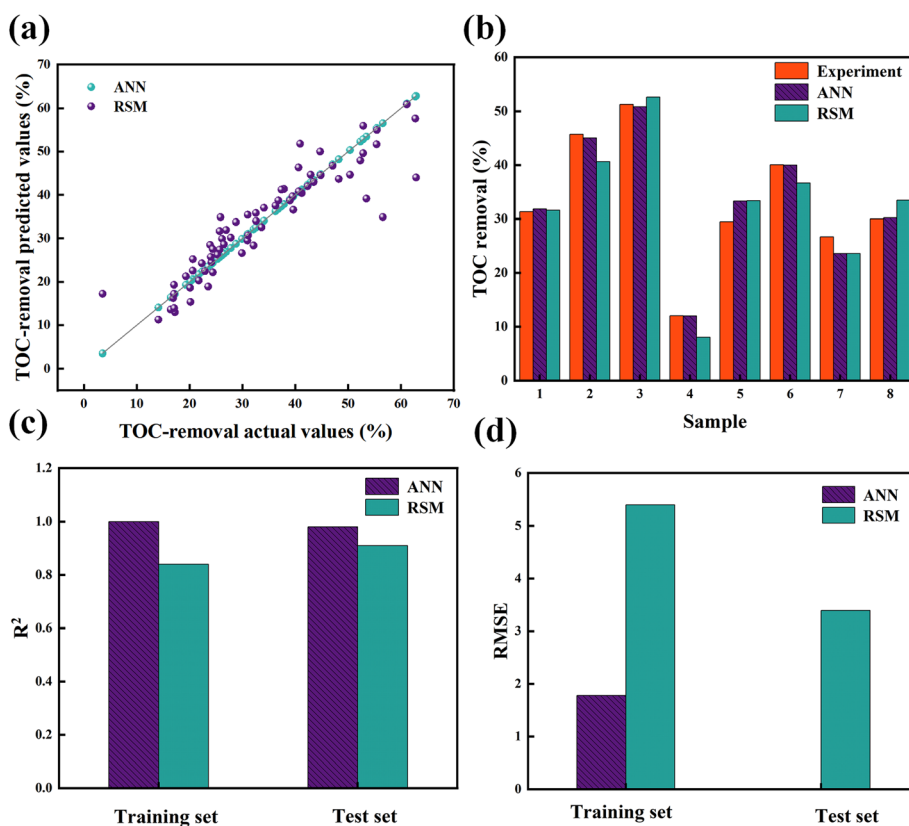 (a)
TOC-removal predicted values (%)
70
60
50
40
30
20
10
0
ANN
RSM
0
10
20
30
40
50
60
70
TOC-removal actual values (%)
(b)
TOC removal (%)
60
50
40
30
20
10
0
Experiment
ANN
RSM
1
2
3
4
5
6
7
8
Sample
(c)
R²
1.2
1.0
0.8
0.6
0.4
0.2
0.0
ANN
RSM
Training set
Test set
(d)
RMSE
6
5
4
3
2
1
0
ANN
RSM
Training set
Test set